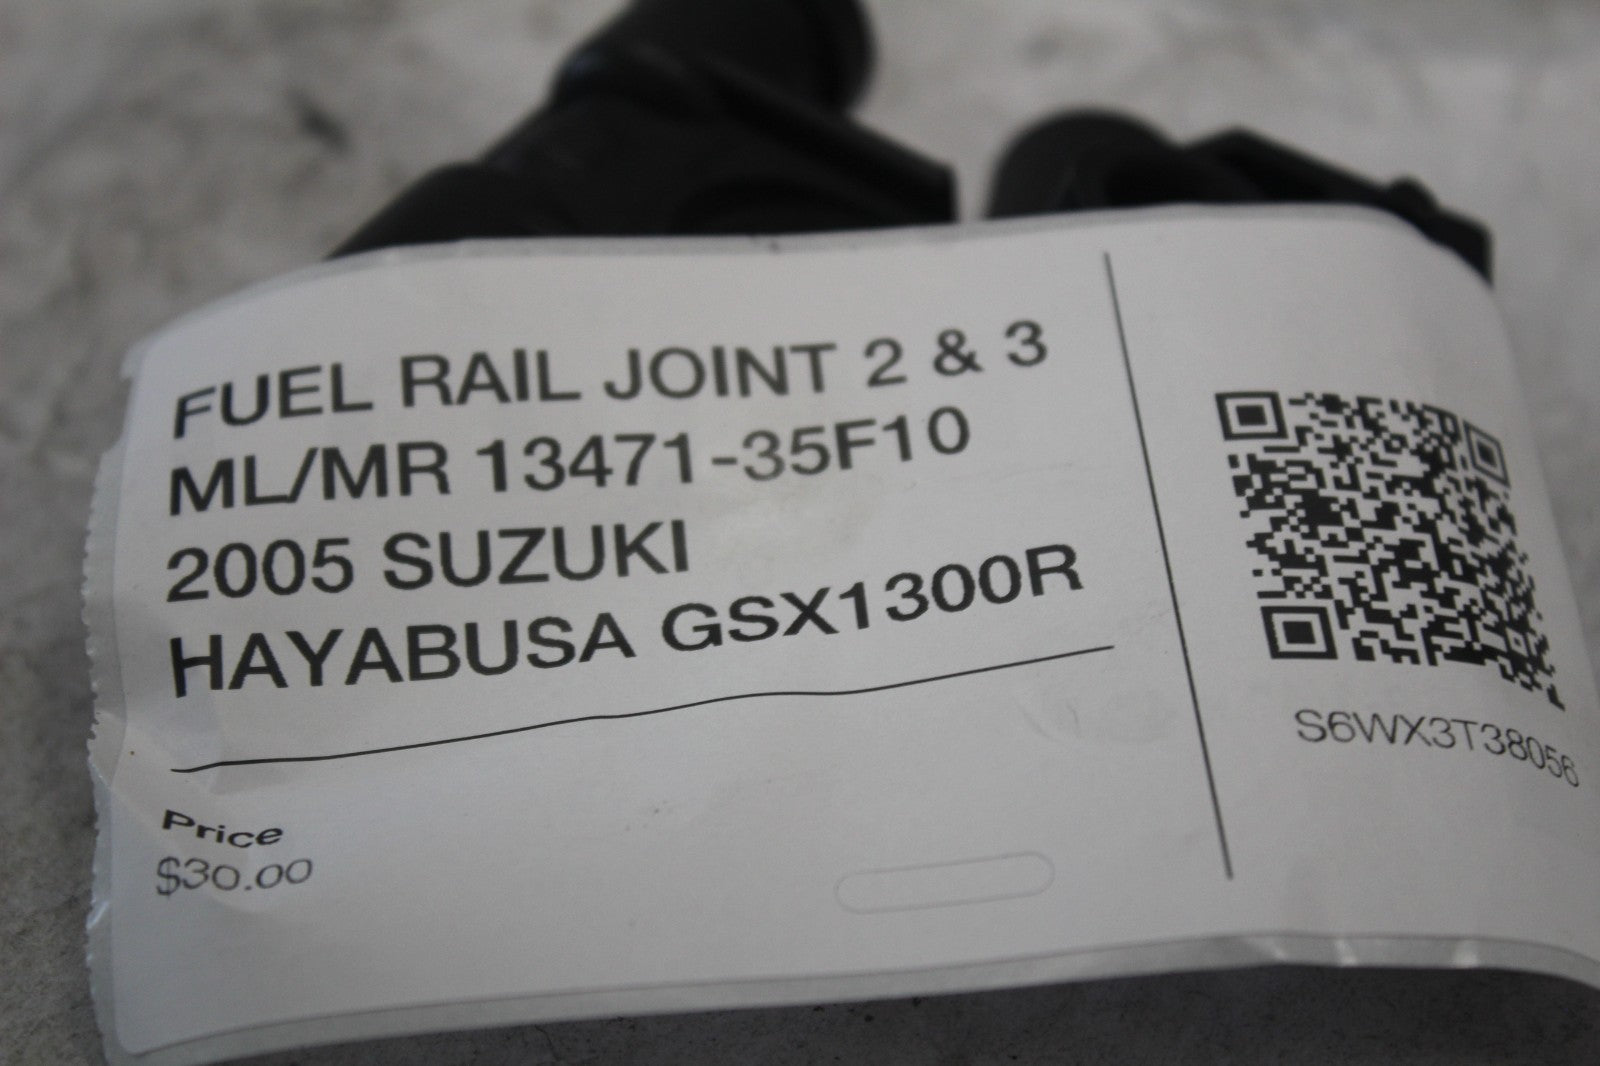 FUEL RAIL JOINT 2 & 3
ML/MR 13471-35F10
2005 SUZUKI
HAYABUSA GSX1300R
Price
$30.00
S6WX3T38056